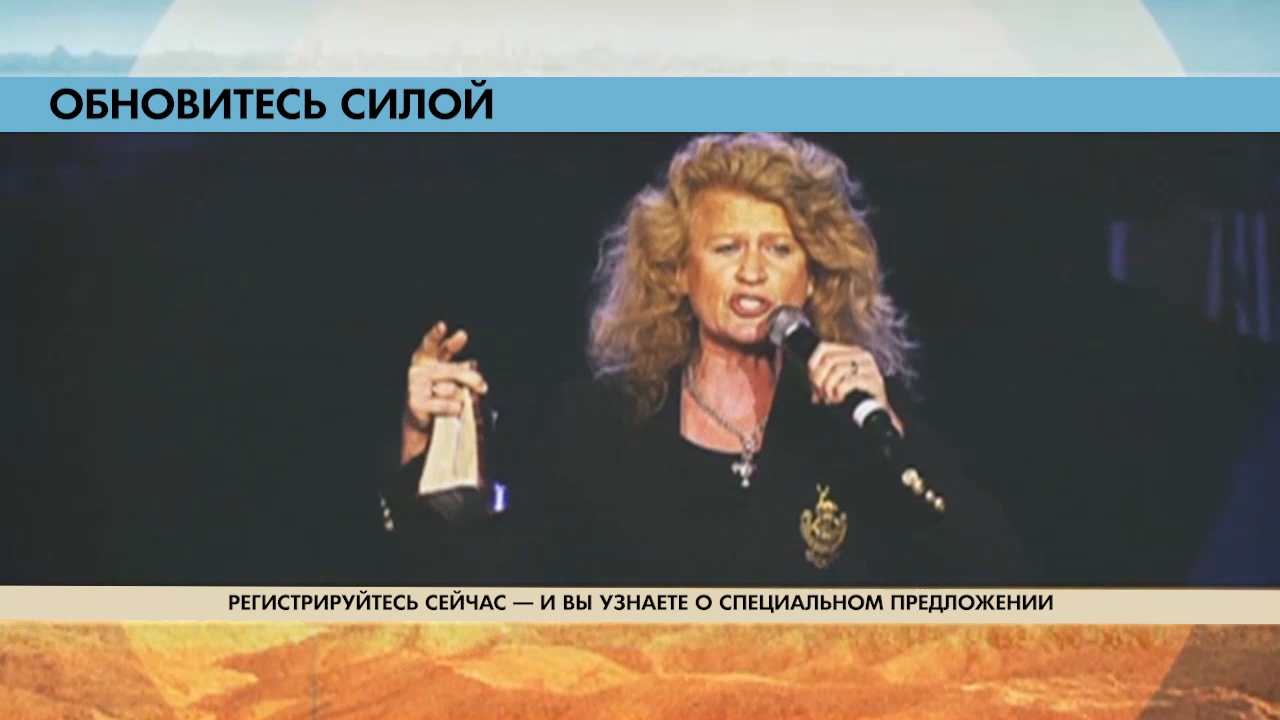 ОБНОВИТЕСЬ СИЛОЙ
РЕГИСТРИРУЙТЕСЬ СЕЙЧАС — И ВЫ УЗНАЕТЕ О СПЕЦИАЛЬНОМ ПРЕДЛОЖЕНИИ